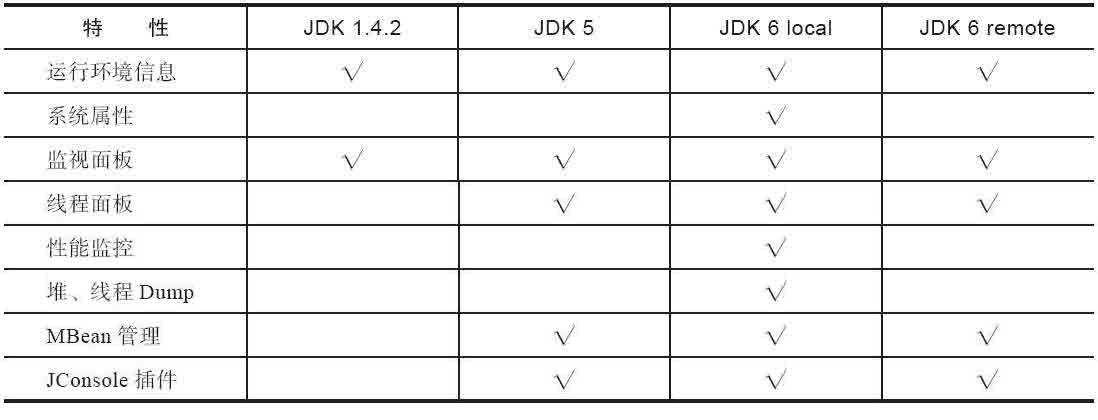 特 性 JDK 1.4.2 JDK 5 JDK 6 local JDK 6 remote
运行环境信息 √ √ √ √
系统属性 √
监视面板 √ √ √ √
线程面板 √ √ √
性能监控 √
堆、线程 Dump √
MBean 管理 √ √ √
JConsole 插件 √ √ √